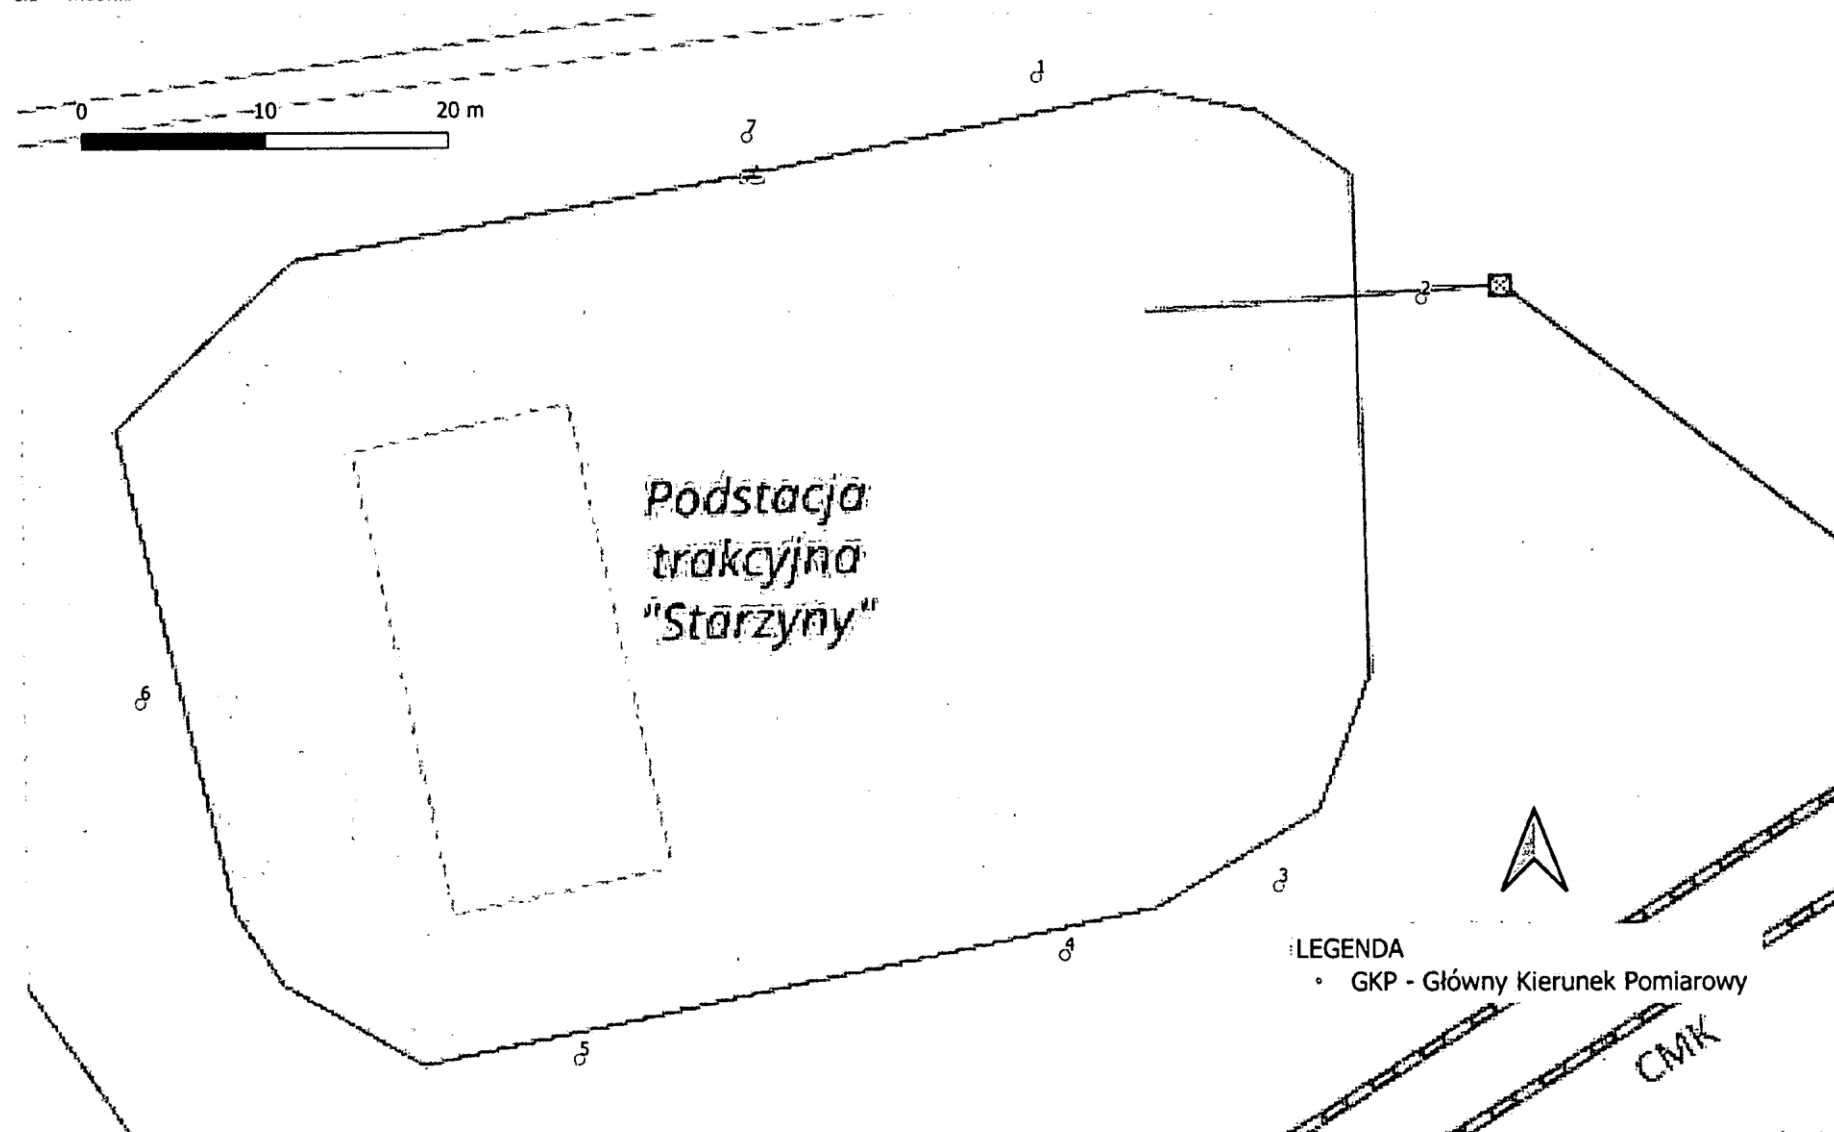 0 10 20 m
1
7
2
Podstacja
trakcyjna
"Starzyny"
6
3
4
5
LEGENDA
GKP - Główny Kierunek Pomiarowy
CMK